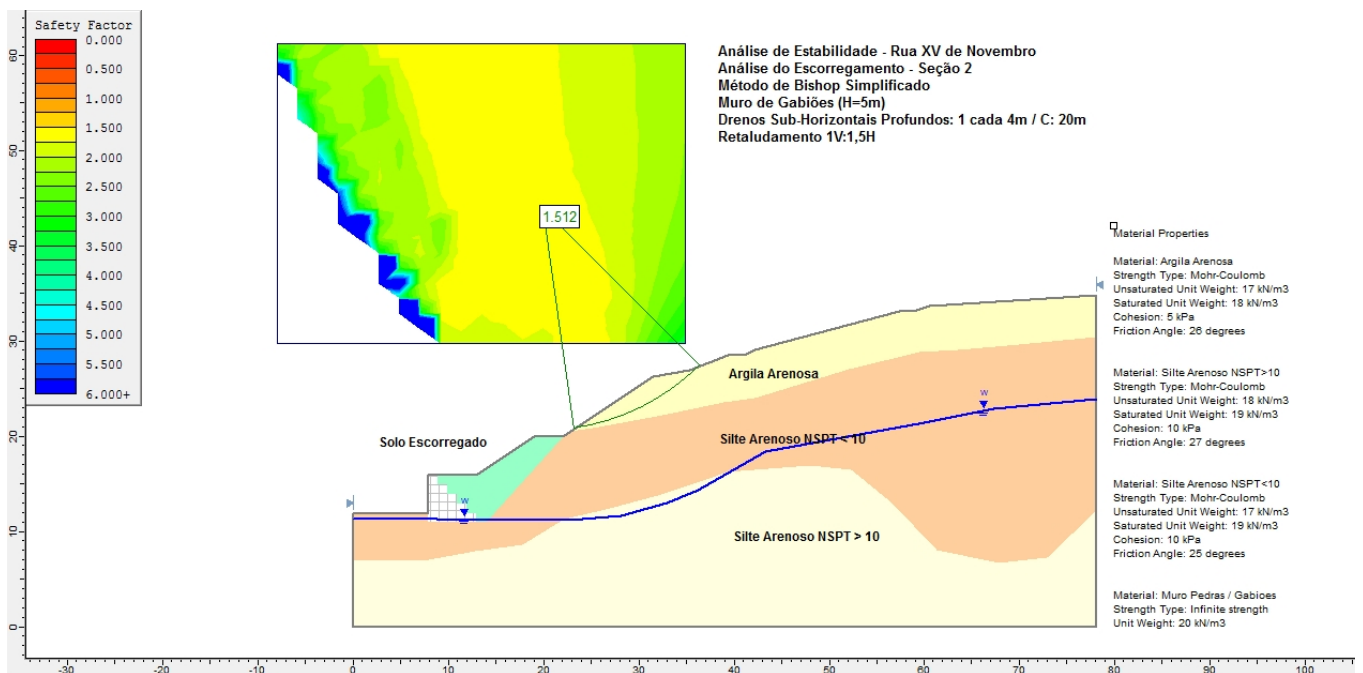 Safety Factor
0.000
0.500
1.000
1.500
2.000
2.500
3.000
3.500
4.000
4.500
5.000
5.500
6.000+
Análise de Estabilidade - Rua XV de Novembro
Análise do Escorregamento - Seção 2
Método de Bishop Simplificado
Muro de Gabiões (H=5m)
Drenos Sub-Horizontais Profundos: 1 cada 4m / C: 20m
Retaludamento 1V:1,5H
1.512
Argila Arenosa
Solo Escorregado
Silte Arenoso NSPT < 10
Silte Arenoso NSPT > 10
W
W
Material Properties
Material: Argila Arenosa
Strength Type: Mohr-Coulomb
Unsaturated Unit Weight: 17 kN/m3
Saturated Unit Weight: 18 kN/m3
Cohesion: 5 kPa
Friction Angle: 26 degrees
Material: Silte Arenoso NSPT>10
Strength Type: Mohr-Coulomb
Unsaturated Unit Weight: 18 kN/m3
Saturated Unit Weight: 19 kN/m3
Cohesion: 10 kPa
Friction Angle: 27 degrees
Material: Silte Arenoso NSPT<10
Strength Type: Mohr-Coulomb
Unsaturated Unit Weight: 17 kN/m3
Saturated Unit Weight: 19 kN/m3
Cohesion: 10 kPa
Friction Angle: 25 degrees
Material: Muro Pedras / Gabioes
Strength Type: Infinite strength
Unit Weight: 20 kN/m3
60
50
40
30
20
10
0
-30 -20 -10 0 10 20 30 40 50 60 70 80 90 100